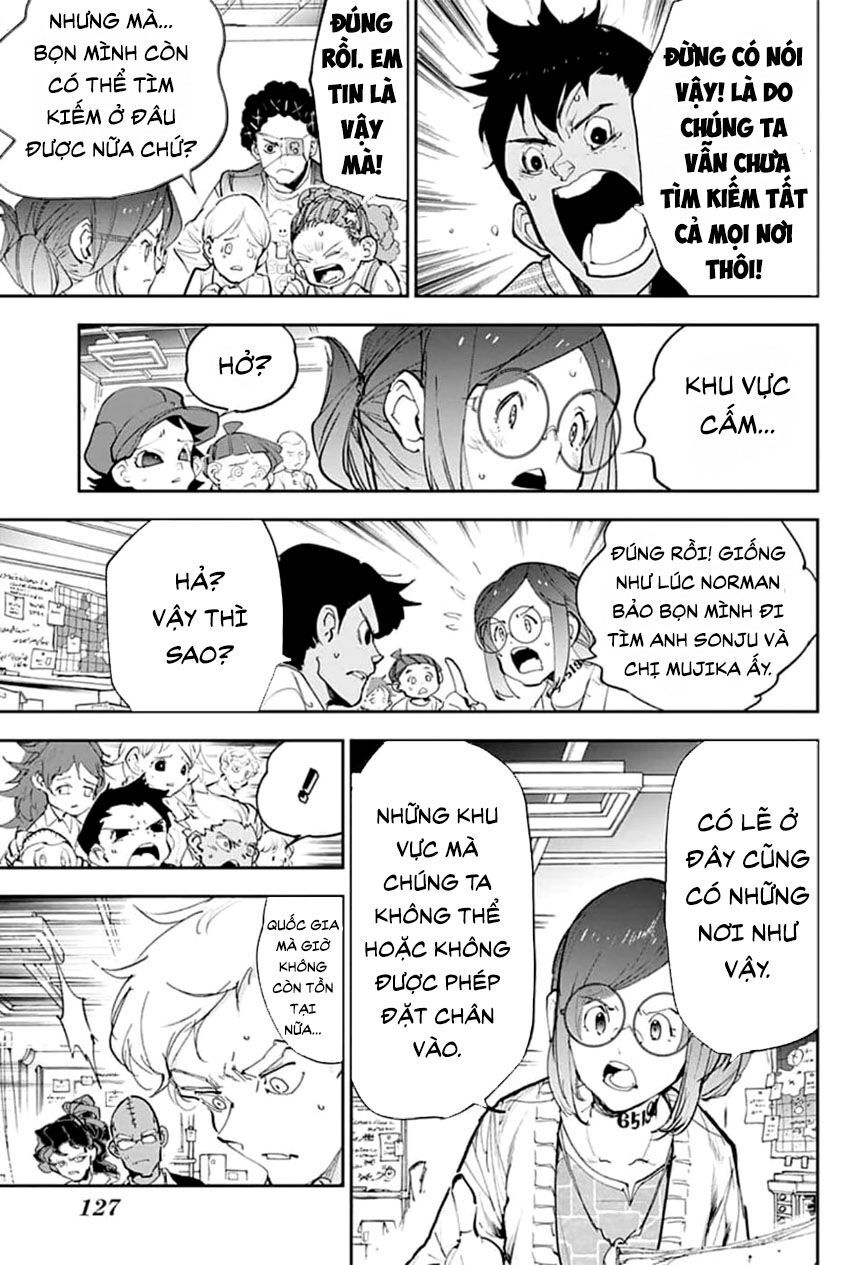 ĐỪNG CÓ NÓI
VẬY! LÀ DO
CHÚNG TA
VẪN CHƯA
TÌM KIẾM TẤT
CẢ MỌI NƠI
THÔI!
ĐÚNG
RỒI. EM
TIN LÀ
VẬY
MÀ!
NHƯNG MÀ...
BỌN MÌNH CÒN
CÓ THỂ TÌM
KIẾM Ở ĐÂU
ĐƯỢC NỮA CHỨ?
KHU VỰC
CẤM...
HỞ?
ĐÚNG RỒI! GIỐNG
NHƯ LÚC NORMAN
BẢO BỌN MÌNH ĐI
TÌM ANH SONJU VÀ
CHỊ MUJIKA ẤY.
HẢ?
VẬY THÌ
SAO?
CÓ LẼ Ở
ĐÂY CŨNG
CÓ NHỮNG
NƠI NHƯ
VẬY.
NHỮNG KHU
VỰC MÀ
CHÚNG TA
KHÔNG THỂ
HOẶC KHÔNG
ĐƯỢC PHÉP
ĐẶT CHÂN
VÀO.
!
QUỐC GIA
MÀ GIỜ
KHÔNG
CÒN TỒN
TẠI
NỮA...
127